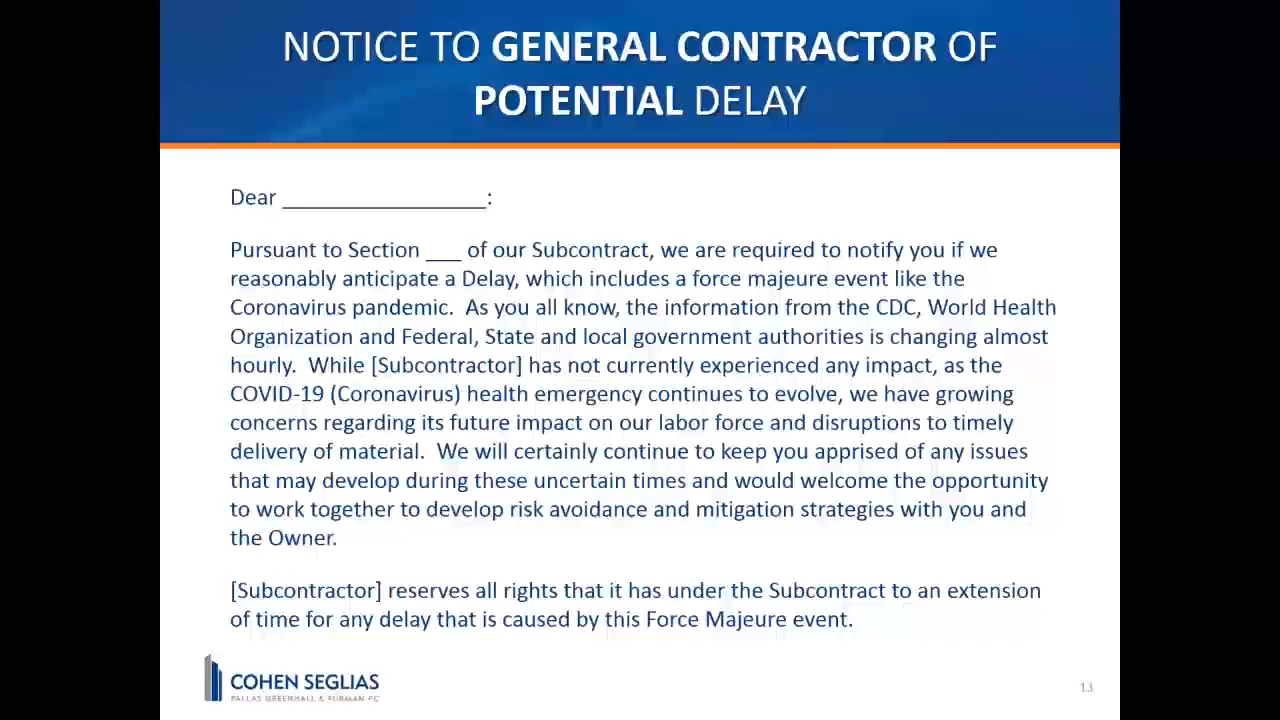 NOTICE TO GENERAL CONTRACTOR OF
POTENTIAL DELAY
Dear _________________:
Pursuant to Section ___ of our Subcontract, we are required to notify you if we
reasonably anticipate a Delay, which includes a force majeure event like the
Coronavirus pandemic.  As you all know, the information from the CDC, World Health
Organization and Federal, State and local government authorities is changing almost
hourly.  While [Subcontractor] has not currently experienced any impact, as the
COVID-19 (Coronavirus) health emergency continues to evolve, we have growing
concerns regarding its future impact on our labor force and disruptions to timely
delivery of material.  We will certainly continue to keep you apprised of any issues
that may develop during these uncertain times and would welcome the opportunity
to work together to develop risk avoidance and mitigation strategies with you and
the Owner.
[Subcontractor] reserves all rights that it has under the Subcontract to an extension
of time for any delay that is caused by this Force Majeure event.
COHEN SEGLIAS
PALLAS GREENHALL & FURMAN PC
13